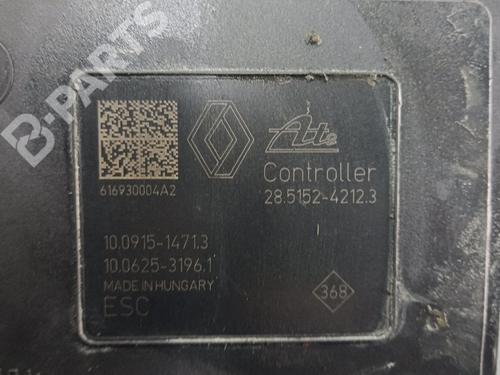 B-PARTS
Ate
Controller
28.5152-4212.3
616930004A2
10.0915-1471.3
10.0625-3196.1
MADE IN HUNGARY
ESC
368